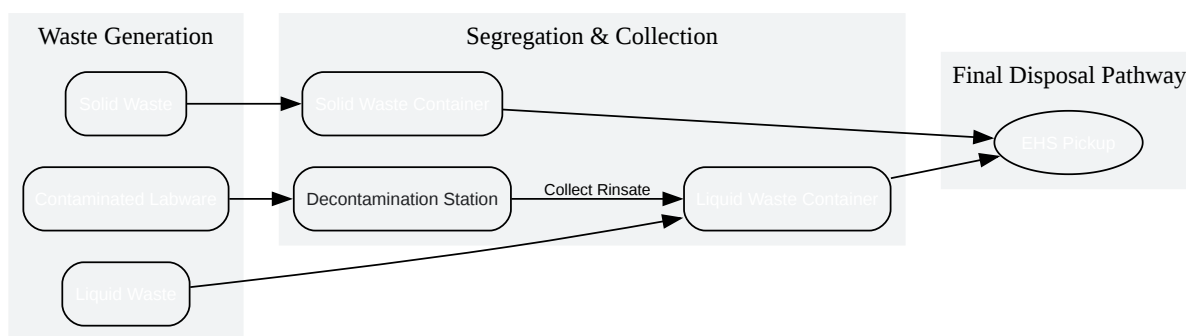 Waste Generation
Solid Waste
Contaminated Labware
Liquid Waste
Segregation & Collection
Solid Waste Container
Decontamination Station
Collect Rinsate
Liquid Waste Container
Final Disposal Pathway
EHS Pickup